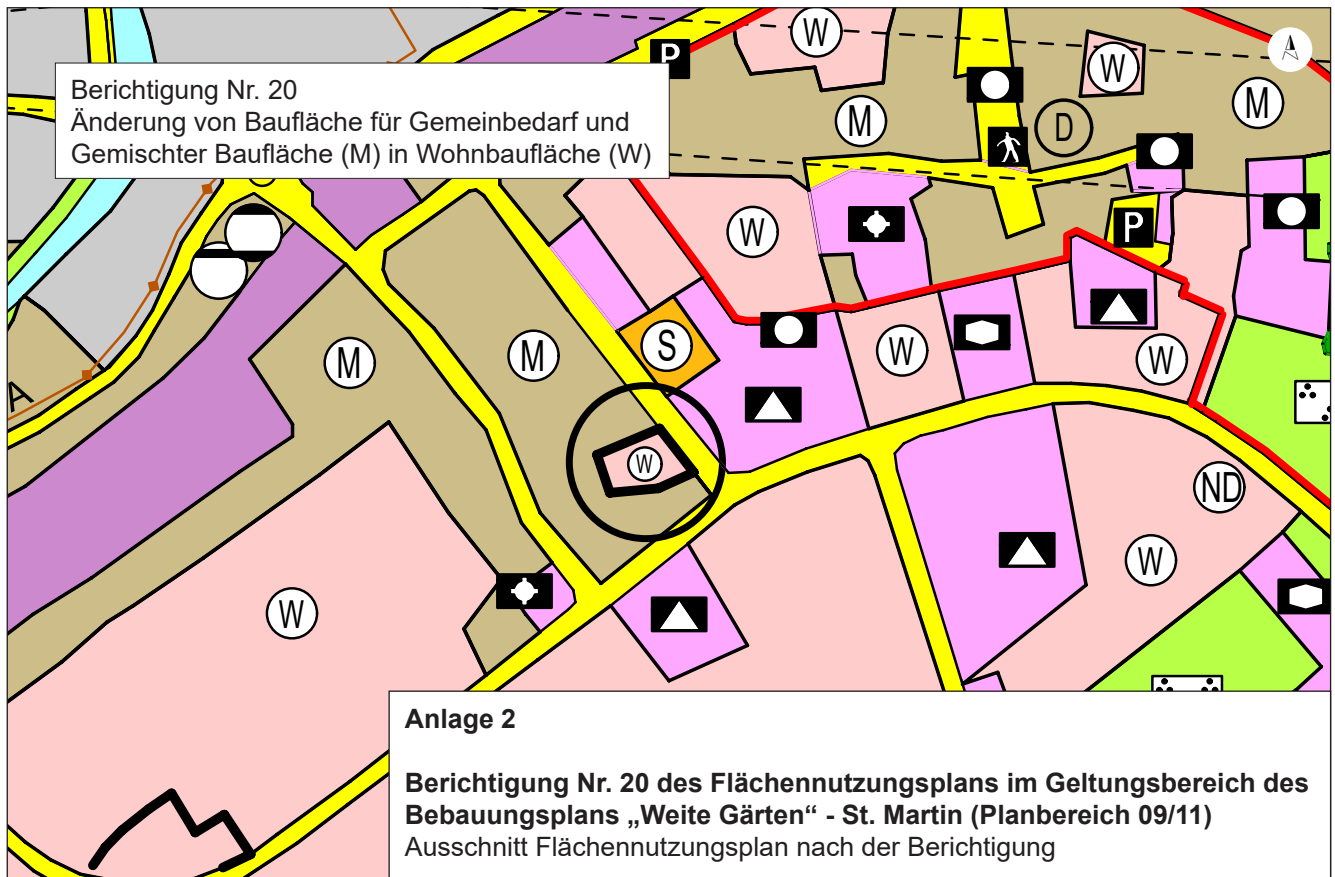 P
W
W
M
Berichtigung Nr. 20
Änderung von Baufläche für Gemeinbedarf und
Gemischter Baufläche (M) in Wohnbaufläche (W)
M
D
P
W
M
M
S
W
W
A
W
ND
W
W
Anlage 2
Berichtigung Nr. 20 des Flächennutzungsplans im Geltungsbereich des
Bebauungsplans „Weite Gärten“ - St. Martin (Planbereich 09/11)
Ausschnitt Flächennutzungsplan nach der Berichtigung